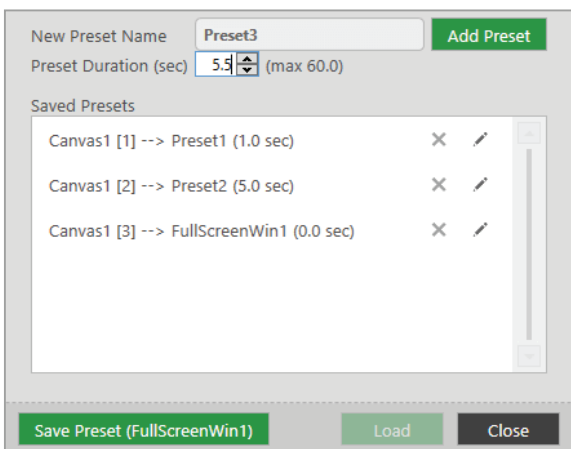 New Preset Name Preset3 Add Preset
Preset Duration (sec) 5.5 (max 60.0)
Saved Presets
Canvas1 [1] --> Preset1 (1.0 sec)
Canvas1 [2] --> Preset2 (5.0 sec)
Canvas1 [3] --> FullScreenWin1 (0.0 sec)
Save Preset (FullScreenWin1) Load Close